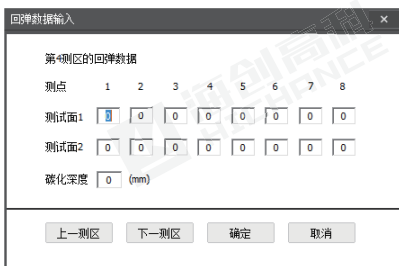 回弹数据输入 ×
第4测区的回弹数据
测点 1 2 3 4 5 6 7 8
测试面1 0 0 0 0 0 0 0 0
测试面2 0 0 0 0 0 0 0 0
碳化深度 0 (mm)
上一测区 下一测区 确定 取消